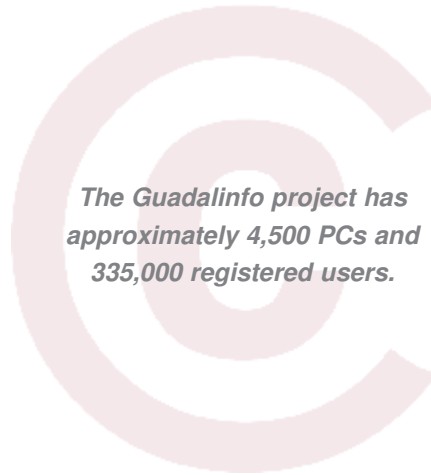 The Guadalinfo project has
approximately 4,500 PCs and
335,000 registered users.